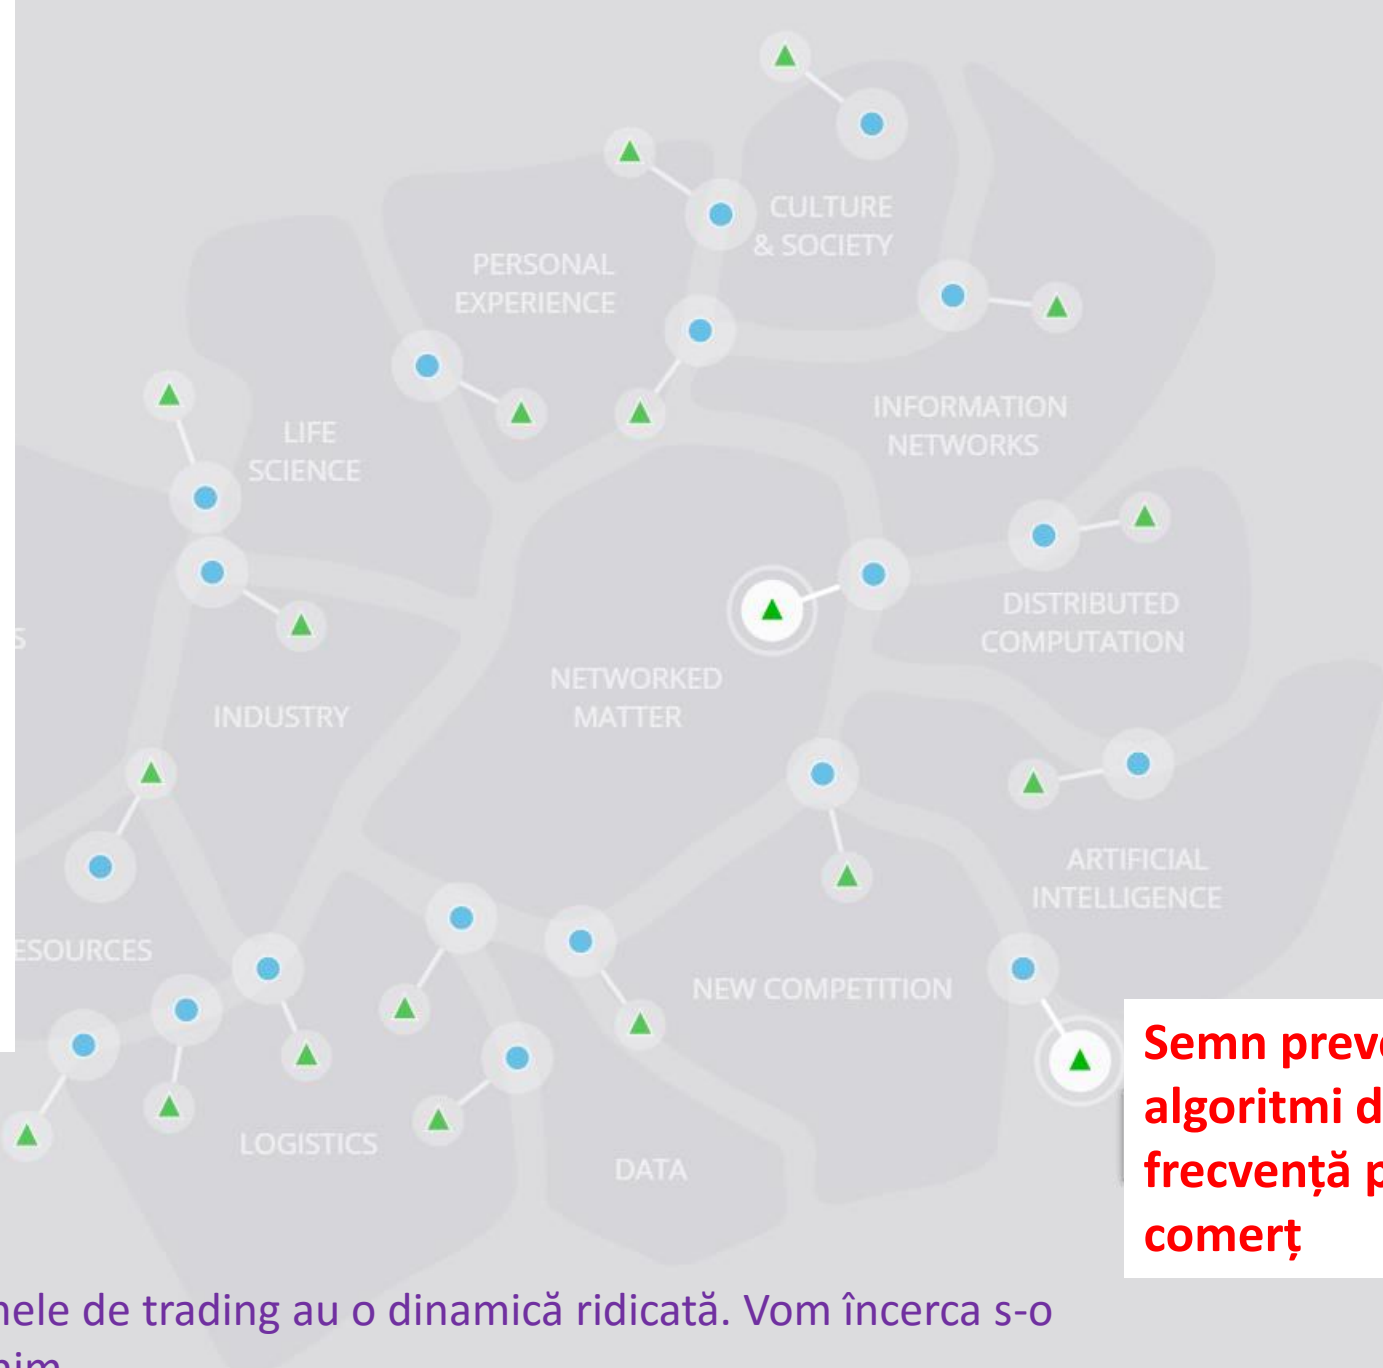 CULTURE
& SOCIETY
PERSONAL
EXPERIENCE
INFORMATION
NETWORKS
LIFE
SCIENCE
DISTRIBUTED
COMPUTATION
NETWORKED
MATTER
INDUSTRY
ARTIFICIAL
INTELLIGENCE
ESOURCES
NEW COMPETITION
Semn prev
algoritmi d
frecvență p
comerț
LOGISTICS
DATA
nele de trading au o dinamică ridicată. Vom încerca s-o